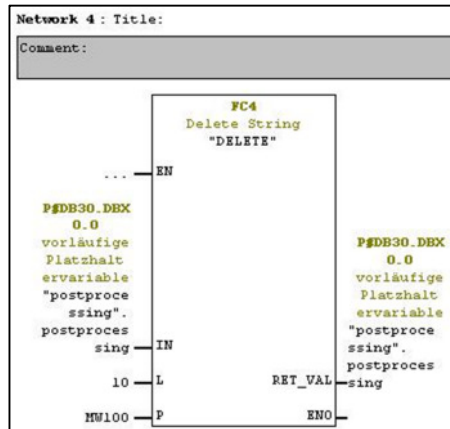 Network 4 : Title:
Comment:
FC4
Delete String
"DELETE"
... EN
P#DB30.DBX
0.0
vorläufige
Platzhalt
ervariable
"postproce
ssing".
postproces
sing IN
10 L
MW100 P
P#DB30.DBX
0.0
vorläufige
Platzhalt
ervariable
"postproce
ssing".
postproces
RET_VAL sing
ENO